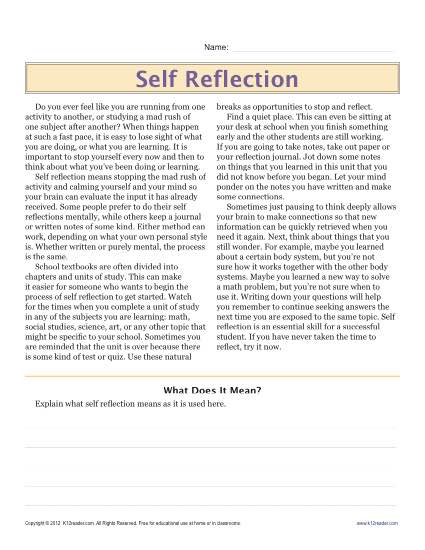 Name:
Self Reflection
Do you ever feel like you are running from one
activity to another, or studying a mad rush of
one subject after another? When things happen
at such a fast pace, it is easy to lose sight of what
you are doing, or what you are learning. It is
important to stop yourself every now and then to
think about what you've been doing or learning.
Self reflection means stopping the mad rush of
activity and calming yourself and your mind so
your brain can evaluate the input it has already
received. Some people prefer to do their self
reflections mentally, while others keep a journal
or written notes of some kind. Either method can
work, depending on what your own personal style
is. Whether written or purely mental, the process
is the same.
School textbooks are often divided into
chapters and units of study. This can make
it easier for someone who wants to begin the
process of self reflection to get started. Watch
for the times when you complete a unit of study
in any of the subjects you are learning: math,
social studies, science, art, or any other topic that
might be specific to your school. Sometimes you
are reminded that the unit is over because there
is some kind of test or quiz. Use these natural
breaks as opportunities to stop and reflect.
Find a quiet place. This can even be sitting at
your desk at school when you finish something
early and the other students are still working.
If you are going to take notes, take out paper or
your reflection journal. Jot down some notes
on things that you learned in this unit that you
did not know before you began. Let your mind
ponder on the notes you have written and make
some connections.
Sometimes just pausing to think deeply allows
your brain to make connections so that new
information can be quickly retrieved when you
need it again. Next, think about things that you
still wonder. For example, maybe you learned
about a certain body system, but you're not
sure how it works together with the other body
systems. Maybe you learned a new way to solve
a math problem, but you're not sure when to
use it. Writing down your questions will help
you remember to continue seeking answers the
next time you are exposed to the same topic. Self
reflection is an essential skill for a successful
student. If you have never taken the time to
reflect, try it now.
What Does It Mean?
Explain what self reflection means as it is used here.
Copyright © 2012 K12reader.com. All Rights Reserved. Free for educational use at home or in classrooms.
www.k12reader.com